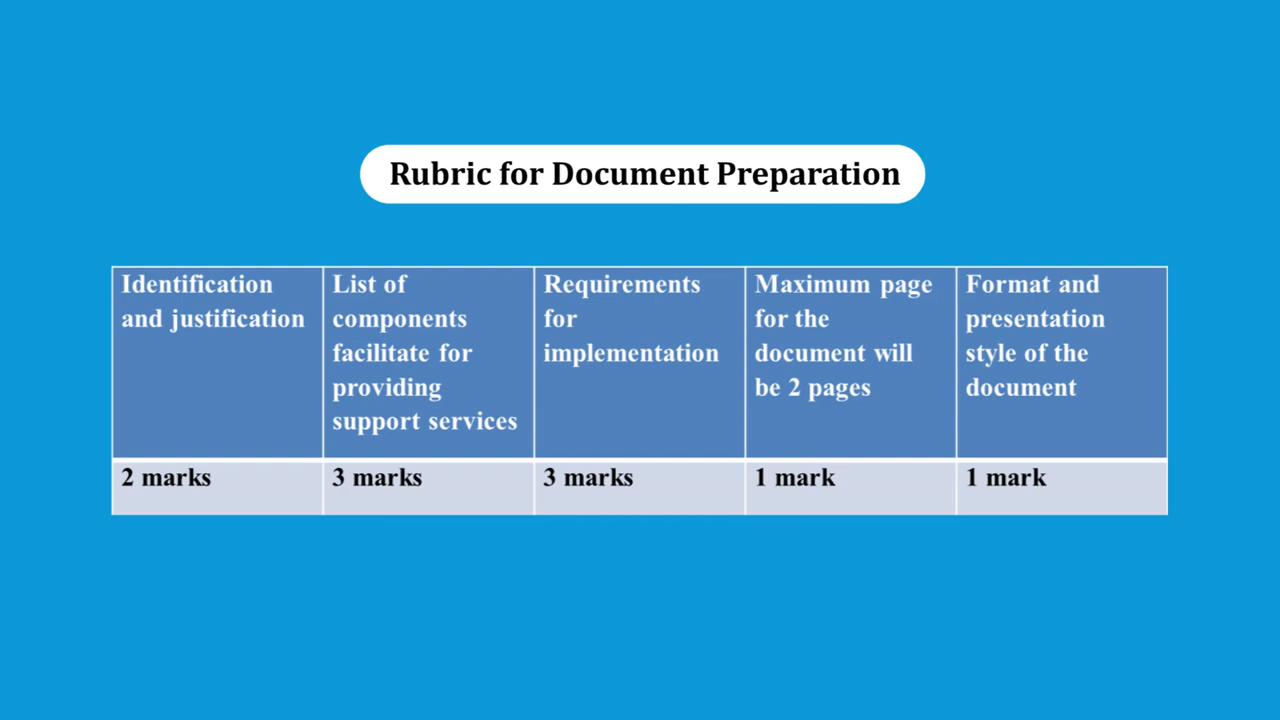 Rubric for Document Preparation
Identification
and justification
List of
components
facilitate for
providing
support services
Requirements
for
implementation
Maximum page
for the
document will
be 2 pages
Format and
presentation
style of the
document
2 marks
3 marks
3 marks
1 mark
1 mark